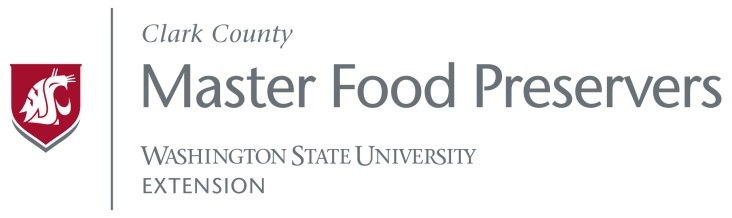 Clark County
Master Food Preservers
WASHINGTON STATE UNIVERSITY
EXTENSION